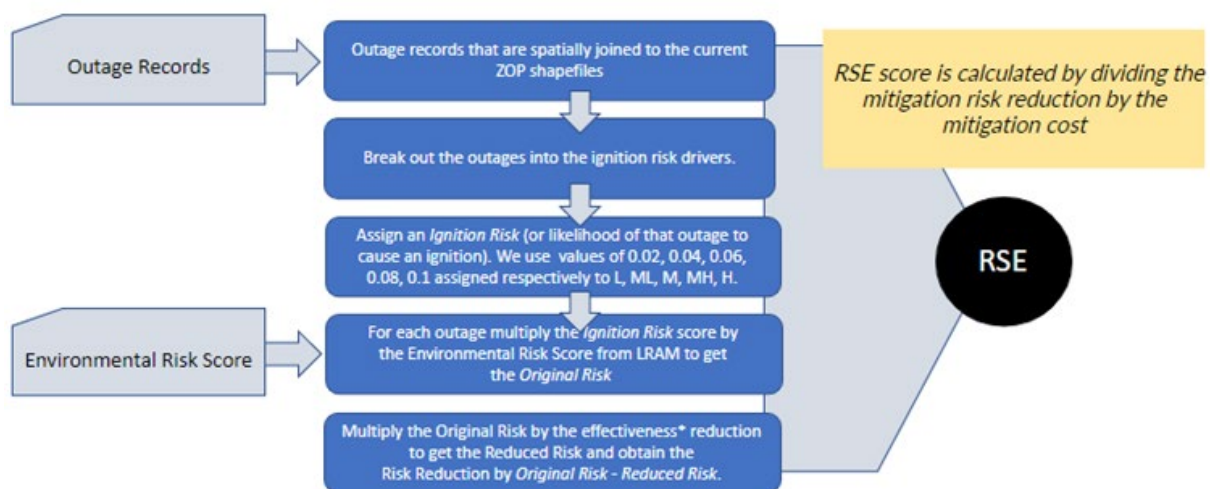 Outage Records
Outage records that are spatially joined to the current
ZOP shapefiles
RSE score is calculated by dividing the
mitigation risk reduction by the
mitigation cost
Break out the outages into the ignition risk drivers.
Assign an Ignition Risk (or likelihood of that outage to
cause an ignition). We use values of 0.02, 0.04, 0.06,
0.08, 0.1 assigned respectively to L, ML, M, MH, H.
RSE
Environmental Risk Score
For each outage multiply the Ignition Risk score by
the Environmental Risk Score from LRAM to get
the Original Risk
Multiply the Original Risk by the effectiveness* reduction
to get the Reduced Risk and obtain the
Risk Reduction by Original Risk - Reduced Risk.